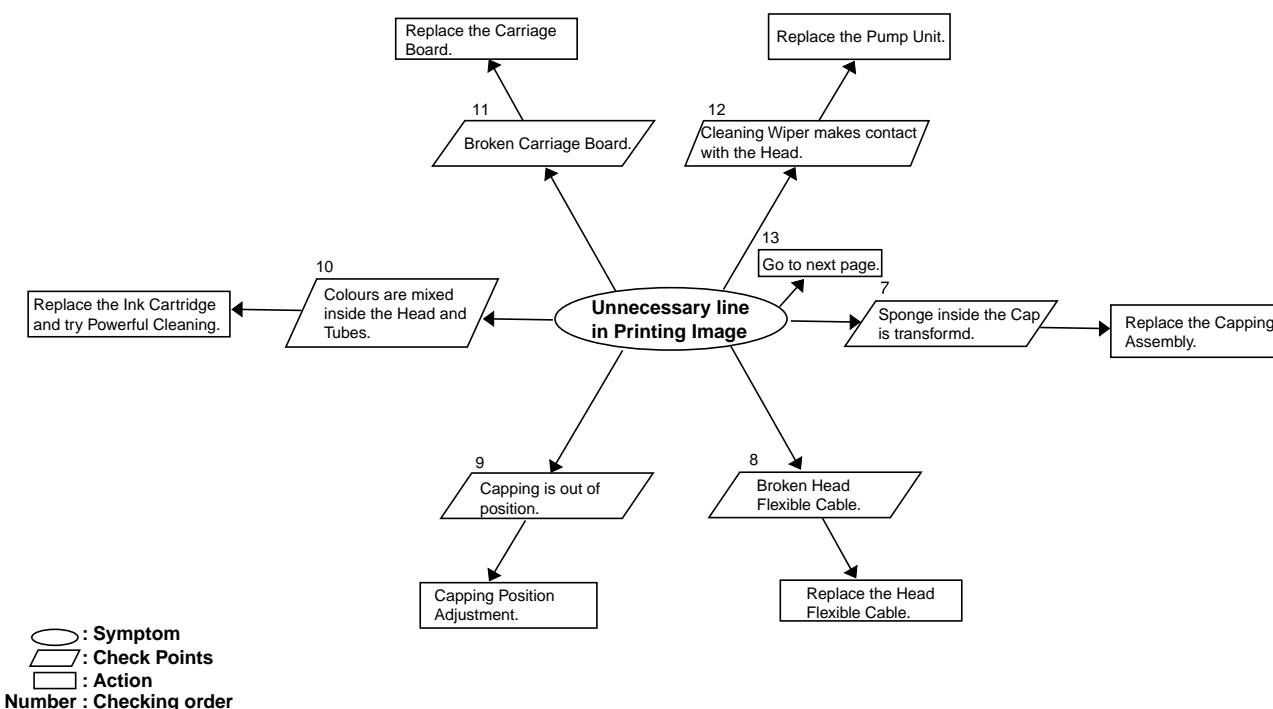 Replace the Carriage
Board.
Replace the Pump Unit.
11
Broken Carriage Board.
12
Cleaning Wiper makes contact
with the Head.
13
Go to next page.
10
Colours are mixed
inside the Head and
Tubes.
Replace the Ink Cartridge
and try Powerful Cleaning.
Unnecessary line
in Printing Image
7
Sponge inside the Cap
is transformd.
Replace the Capping
Assembly.
9
Capping is out of
position.
8
Broken Head
Flexible Cable.
Capping Position
Adjustment.
Replace the Head
Flexible Cable.
: Symptom
: Check Points
: Action
Number : Checking order